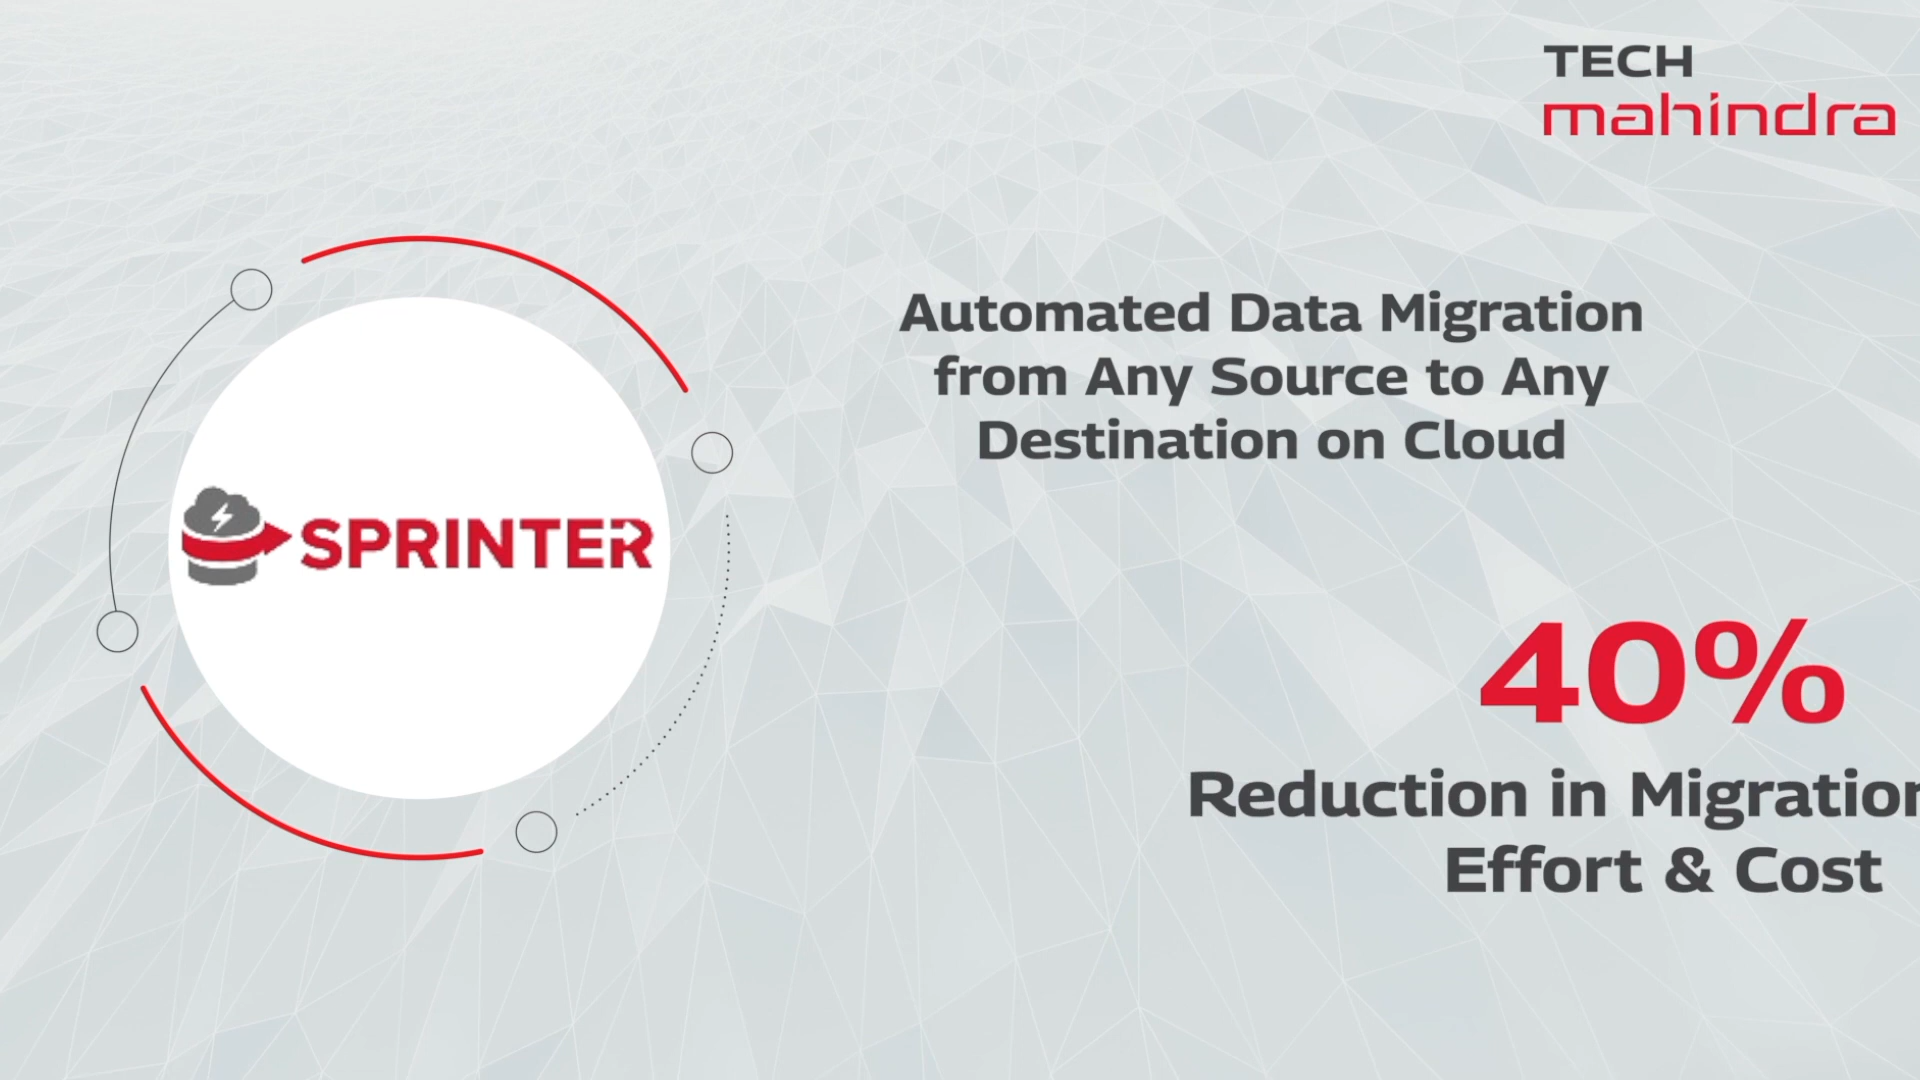 TECH
mahindra
Automated Data Migration
from Any Source to Any
Destination on Cloud
SPRINTER
40%
Reduction in Migration
Effort & Cost